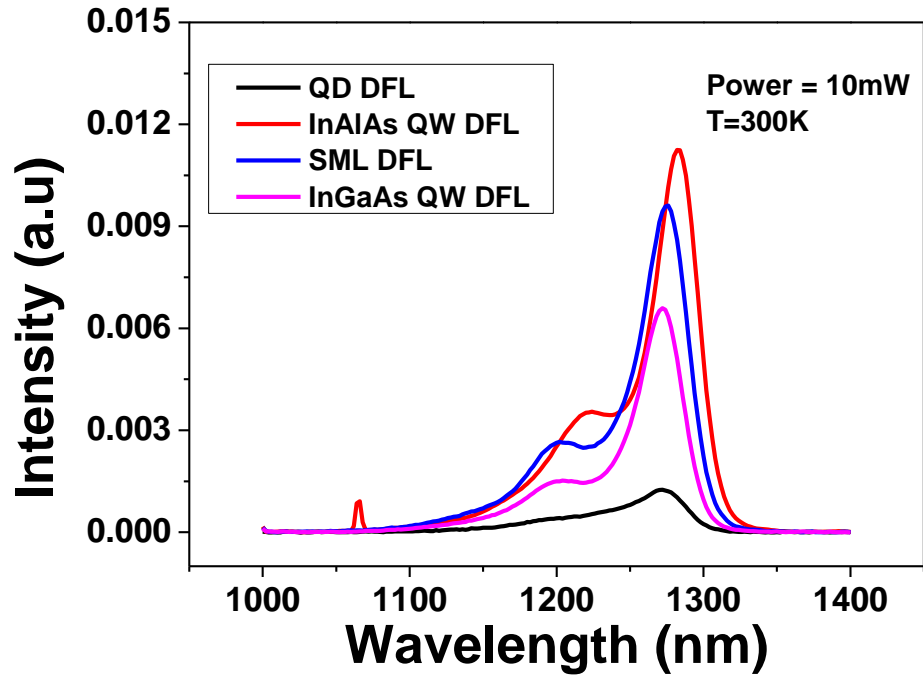 0.015
0.012
0.009
0.006
0.003
0.000
Intensity (a.u)
QD DFL
InAlAs QW DFL
SML DFL
InGaAs QW DFL
Power = 10mW
T=300K
1000 1100 1200 1300 1400
Wavelength (nm)